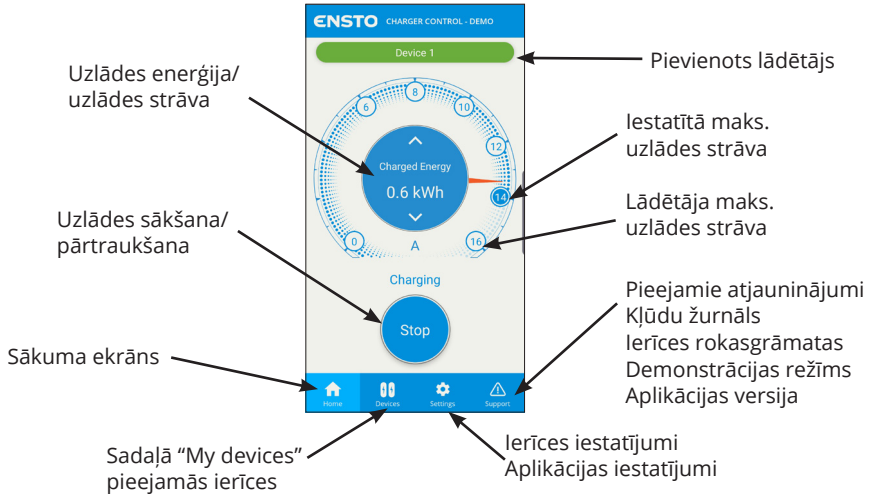 ENSTO CHARGER CONTROL - DEMO
Device 1
Pievienots lādētājs
Uzlādes enerģija/
uzlādes strāva
8
6
10
12
Iestatītā maks.
uzlādes strāva
Charged Energy
0.6 kWh
14
Lādētāja maks.
uzlādes strāva
Uzlādes sākšana/
pārtraukšana
0
A
16
Charging
Stop
Pieejamie atjauninājumi
Kļūdu žurnāls
Ierīces rokasgrāmatas
Demonstrācijas režīms
Aplikācijas versija
Sākuma ekrāns
Home
Devices
Settings
Support
Sadaļā “My devices”
pieejamās ierīces
Ierīces iestatījumi
Aplikācijas iestatījumi